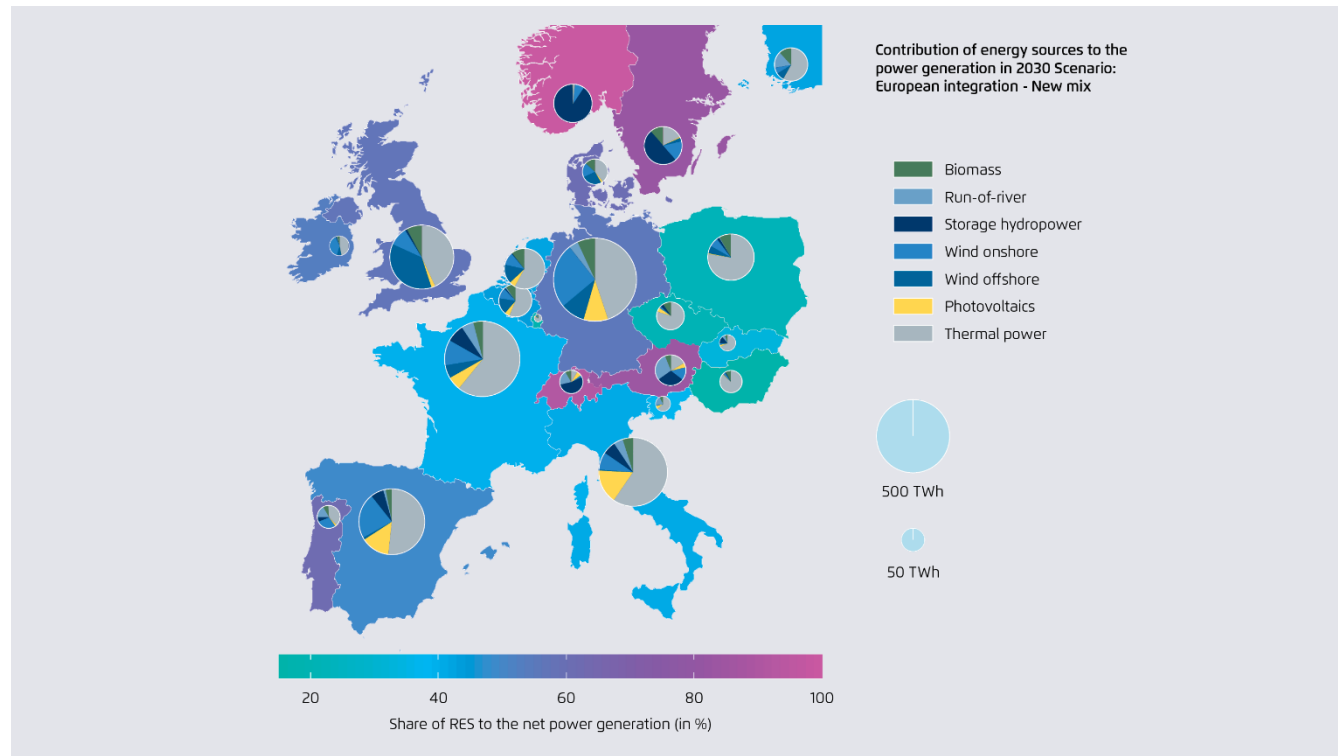 Contribution of energy sources to the
power generation in 2030 Scenario:
European integration - New mix
Biomass
Run-of-river
Storage hydropower
Wind onshore
Wind offshore
Photovoltaics
Thermal power
500 TWh
50 TWh
20 40 60 80 100
Share of RES to the net power generation (in %)